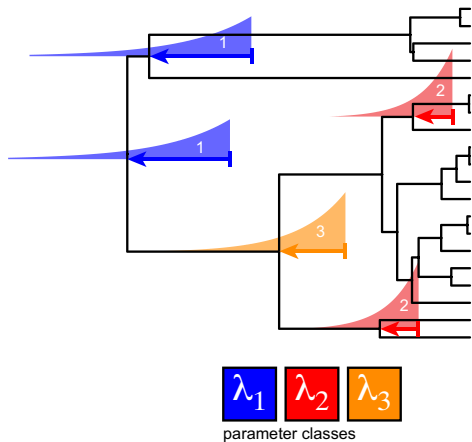 1
2
1
3
2
λ1 λ2 λ3
parameter classes